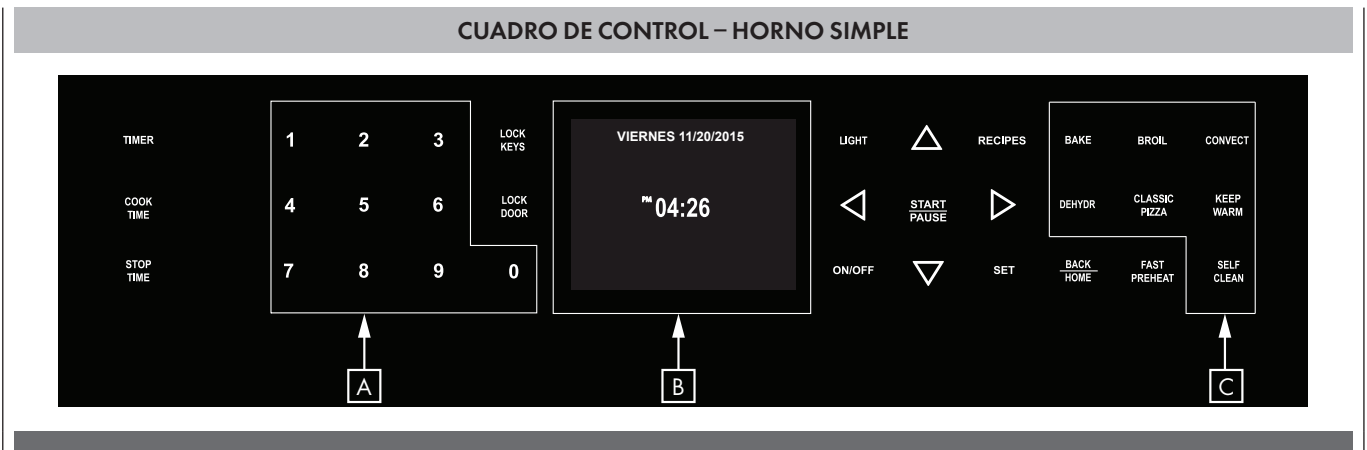 CUADRO DE CONTROL – HORNO SIMPLE
TIMER
COOK
TIME
STOP
TIME
1 2 3
4 5 6
7 8 9 0
LOCK
KEYS
LOCK
DOOR
VIERNES 11/20/2015
PM 04:26
LIGHT
RECIPES
START
PAUSE
ON/OFF
SET
BAKE
BROIL
CONVECT
DEHYDR
CLASSIC
PIZZA
KEEP
WARM
BACK
HOME
FAST
PREHEAT
SELF
CLEAN
A
B
C